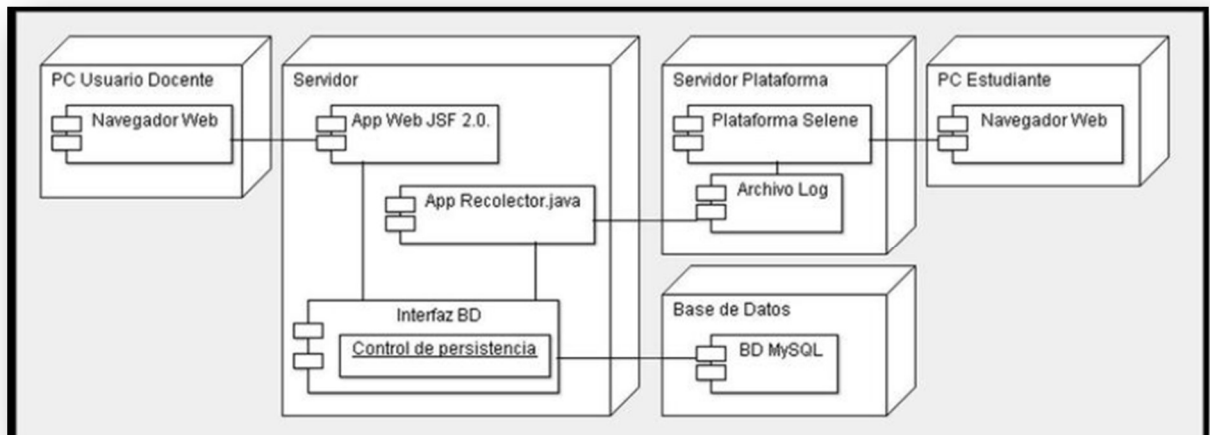 PC Usuario Docente
Navegador Web
Servidor
App Web JSF 2.0.
App Recolector.java
Interfaz BD
Control de persistencia
Servidor Plataforma
Plataforma Selene
Archivo Log
PC Estudiante
Navegador Web
Base de Datos
BD MySQL